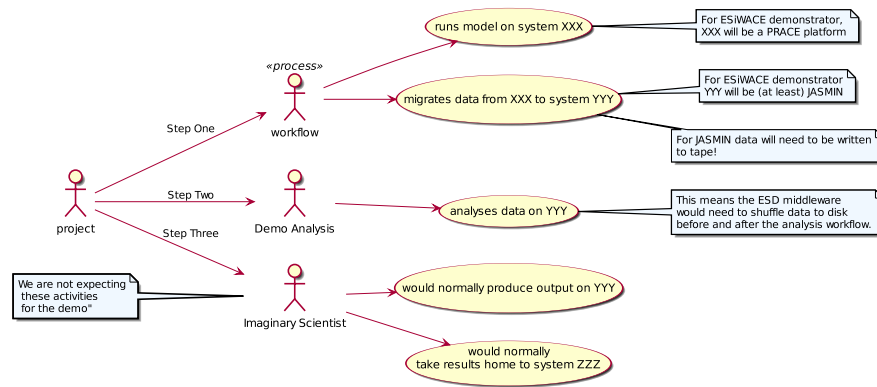 runs model on system XXX
For ESiWACE demonstrator,
XXX will be a PRACE platform
«process»
workflow
migrates data from XXX to system YYY
For ESiWACE demonstrator
YYY will be (at least) JASMIN
For JASMIN data will need to be written
to tape!
Step One
project
Step Two
Demo Analysis
analyses data on YYY
This means the ESD middleware
would need to shuffle data to disk
before and after the analysis workflow.
Step Three
We are not expecting
these activities
for the demo"
Imaginary Scientist
would normally produce output on YYY
would normally
take results home to system ZZZ